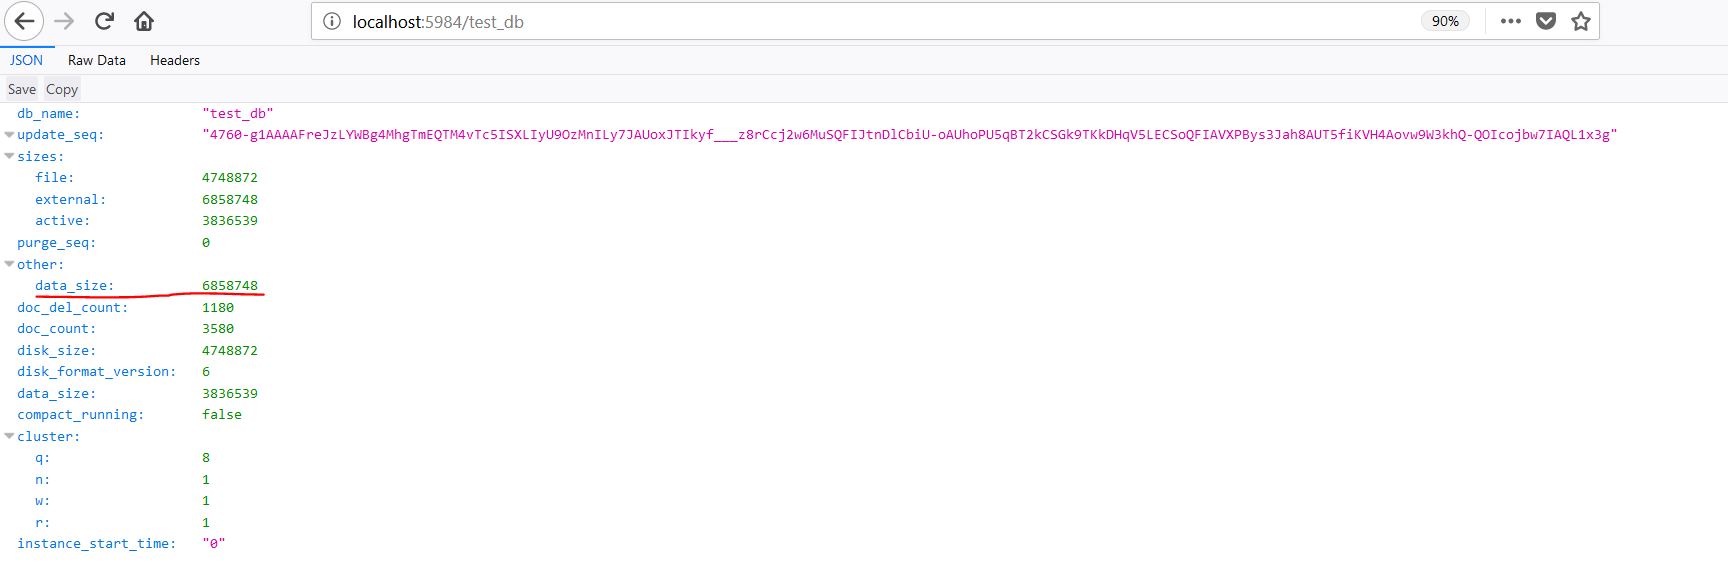 localhost:5984/test_db 90%
JSON Raw Data Headers
Save Copy
db_name: "test_db"
update_seq: "4760-g1AAAAFreJzLYWBg4MhgTmEQTM4vTc5ISXLIyU9OzMnILy7JAUoxJTIkyf___z8rCcj2w6MuSQFIJtnDlCbiU-oAUhoPU5qBT2kCSGk9TKkDHqV5LECSoQFIAVXPBys3Jah8AUT5fiKVH4Aovw9W3khQ-QOIcojbw7IAQL1x3g"
sizes:
file: 4748872
external: 6858748
active: 3836539
purge_seq: 0
other:
data_size: 6858748
doc_del_count: 1180
doc_count: 3580
disk_size: 4748872
disk_format_version: 6
data_size: 3836539
compact_running: false
cluster:
q: 8
n: 1
w: 1
r: 1
instance_start_time: "0"